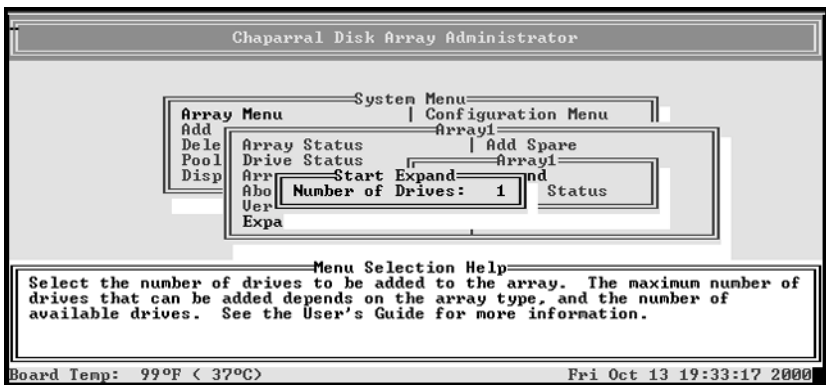 Chaparral Disk Array Administrator
System Menu
Array Menu | Configuration Menu
Add Array1
Dele Array Status | Add Spare
Pool Drive Status Array1
Disp Arr Start Expand nd
Abo Number of Drives: 1 Status
Ver
Expa
Menu Selection Help
Select the number of drives to be added to the array. The maximum number of
drives that can be added depends on the array type, and the number of
available drives. See the User's Guide for more information.
Board Temp: 99°F ( 37°C) Fri Oct 13 19:33:17 2000